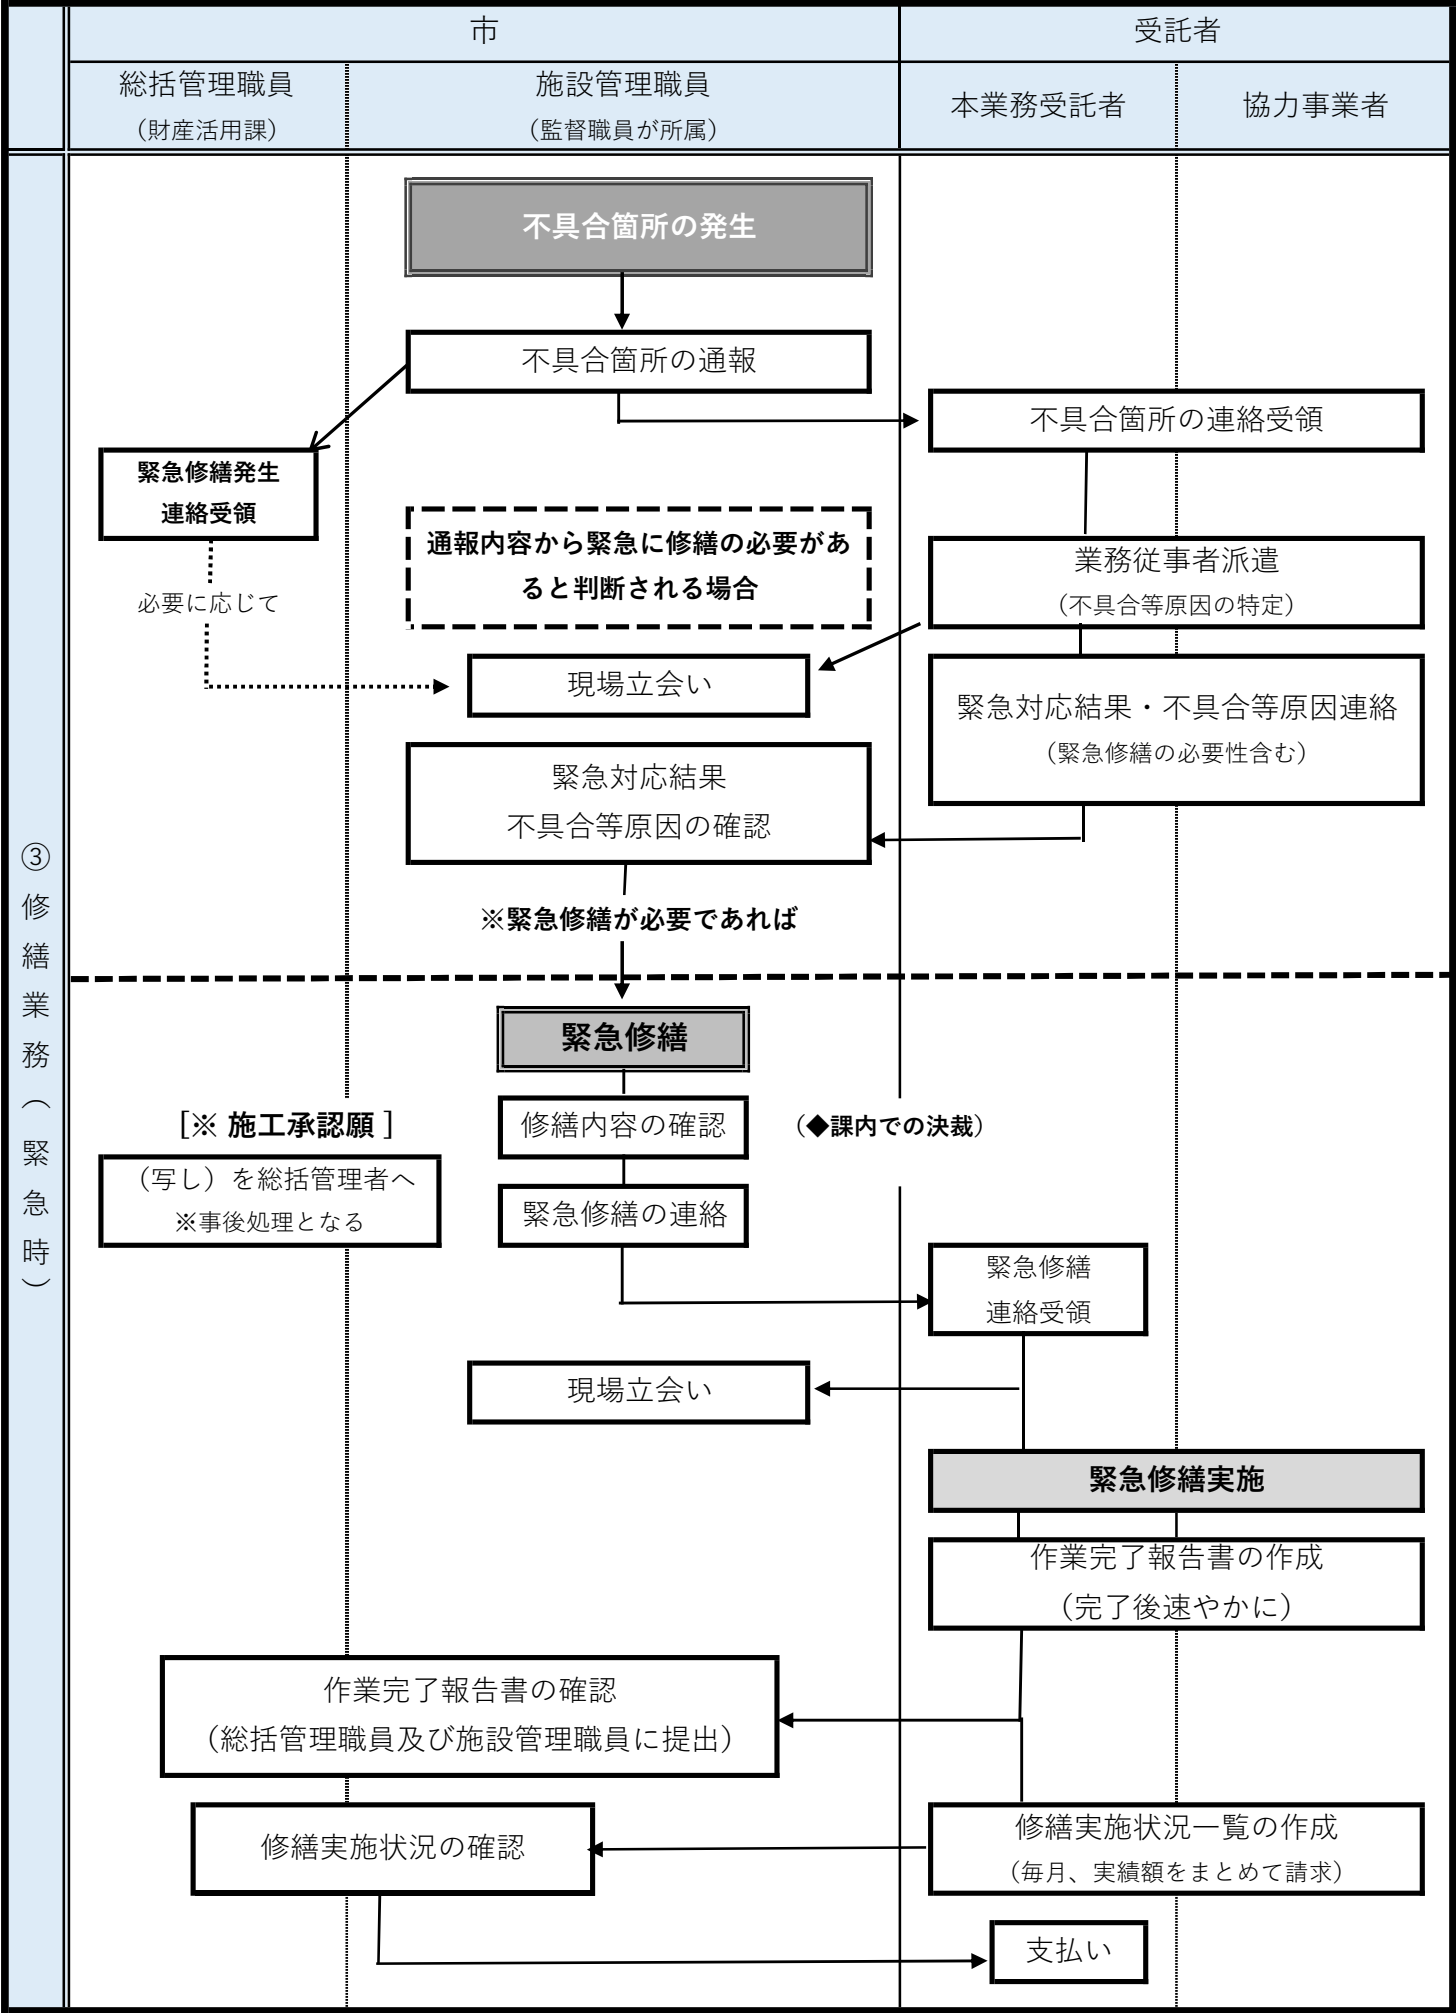 市
受託者
総括管理職員
（財産活用課）
施設管理職員
（監督職員が所属）
本業務受託者
協力事業者
③修繕業務（緊急時）
不具合箇所の発生
不具合箇所の通報
不具合箇所の連絡受領
緊急修繕発生
連絡受領
通報内容から緊急に修繕の必要があ
ると判断される場合
業務従事者派遣
（不具合等原因の特定）
必要に応じて
現場立会い
緊急対応結果・不具合等原因連絡
（緊急修繕の必要性含む）
緊急対応結果
不具合等原因の確認
※緊急修繕が必要であれば
緊急修繕
[※ 施工承認願 ]
修繕内容の確認
（◆課内での決裁）
（写し）を総括管理者へ
※事後処理となる
緊急修繕の連絡
緊急修繕
連絡受領
現場立会い
緊急修繕実施
作業完了報告書の作成
（完了後速やかに）
作業完了報告書の確認
（総括管理職員及び施設管理職員に提出）
修繕実施状況一覧の作成
（毎月、実績額をまとめて請求）
修繕実施状況の確認
支払い